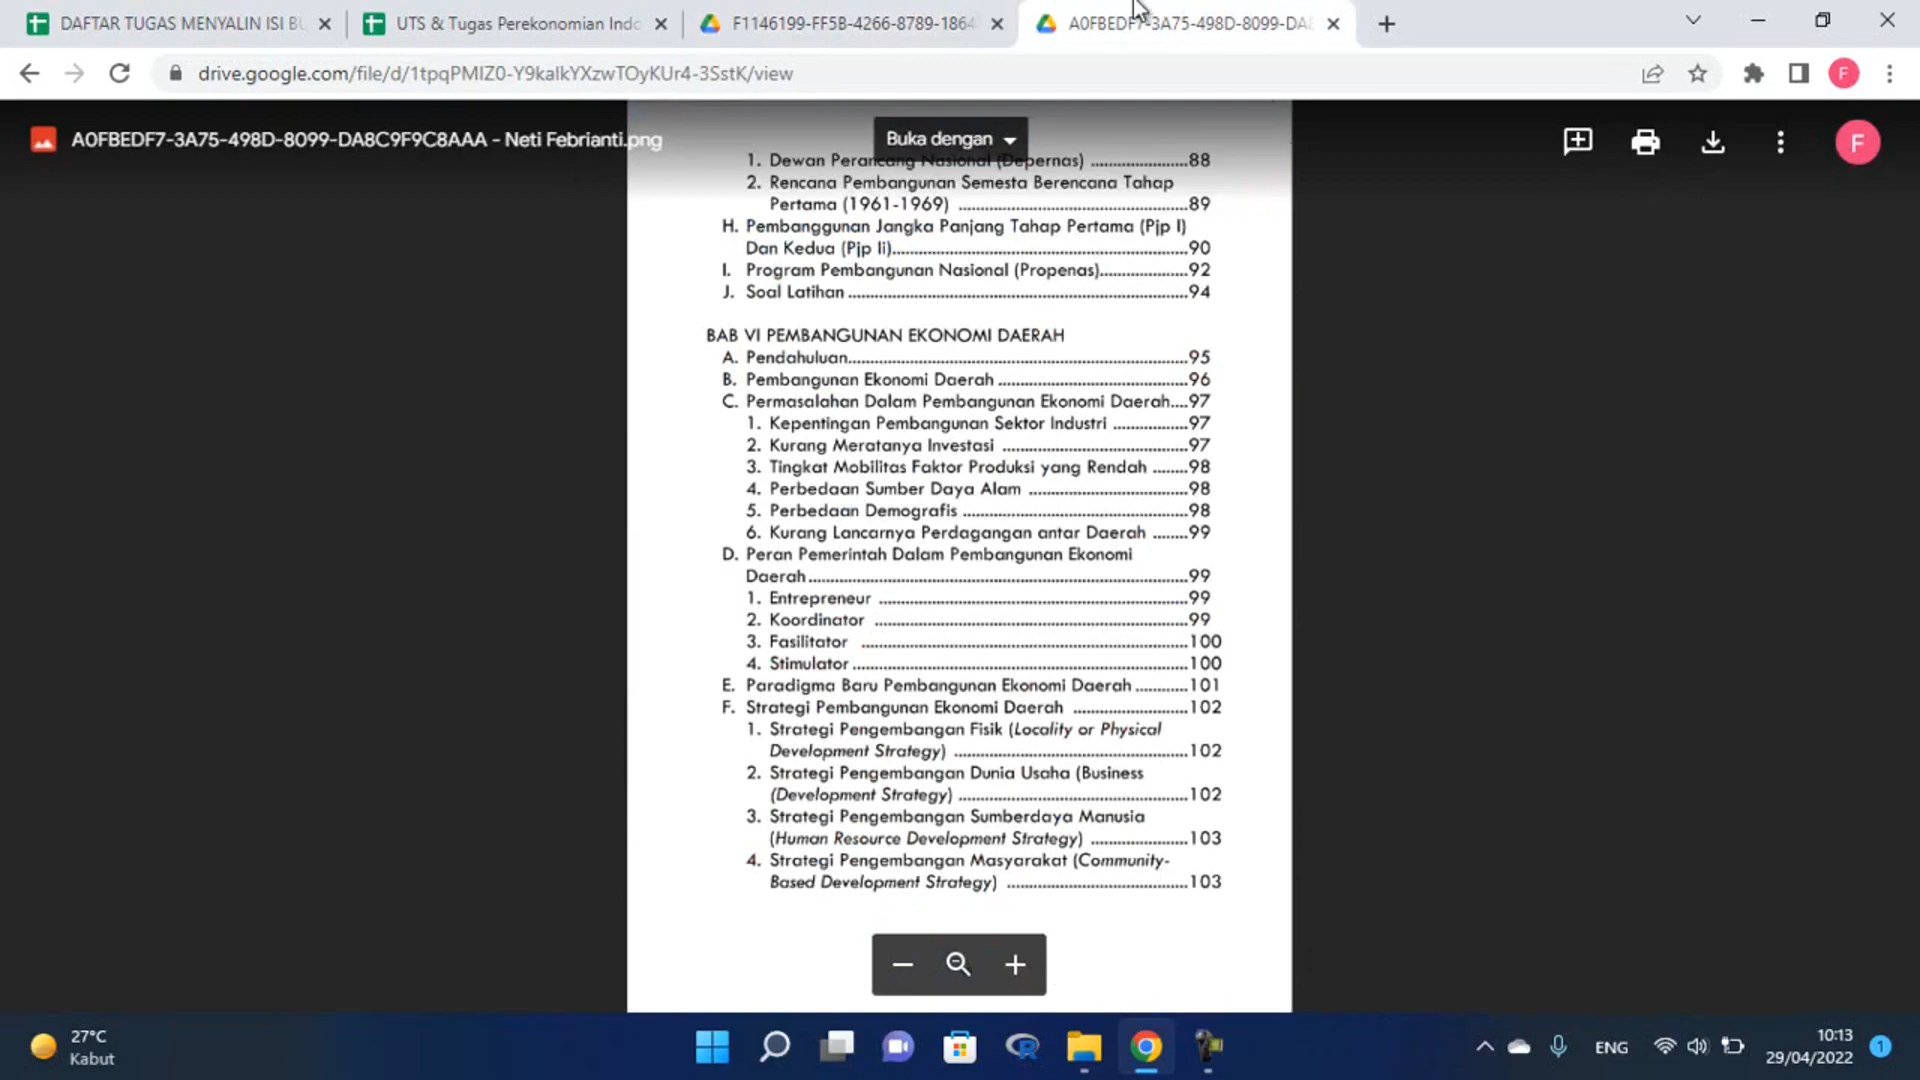 DAFTAR TUGAS MENYALIN ISI BU
UTS & Tugas Perekonomian Indo
F1146199-FF5B-4266-8789-1864
A0FBEDF7-3A75-498D-8099-DA8
drive.google.com/file/d/1tpqPMIZ0-Y9kaIkYXzwTOyKUr4-3SstK/view
F
A0FBEDF7-3A75-498D-8099-DA8C9F9C8AAA - Neti Febrianti.png
Buka dengan
F
1. Dewan Perancang Nasional (Depernas) ........................88
2. Rencana Pembangunan Semesta Berencana Tahap
Pertama (1961-1969) .........................................................89
H. Pembanggunan Jangka Panjang Tahap Pertama (Pjp I)
Dan Kedua (Pjp Ii)..........................................................................90
I. Program Pembangunan Nasional (Propenas)......................92
J. Soal Latihan .....................................................................................94
BAB VI PEMBANGUNAN EKONOMI DAERAH
A. Pendahuluan.....................................................................................95
B. Pembangunan Ekonomi Daerah ...............................................96
C. Permasalahan Dalam Pembangunan Ekonomi Daerah....97
1. Kepentingan Pembangunan Sektor Industri ...................97
2. Kurang Meratanya Investasi ..............................................97
3. Tingkat Mobilitas Faktor Produksi yang Rendah ........98
4. Perbedaan Sumber Daya Alam ........................................98
5. Perbedaan Demografis ........................................................98
6. Kurang Lancarnya Perdagangan antar Daerah ........99
D. Peran Pemerintah Dalam Pembangunan Ekonomi
Daerah...............................................................................................99
1. Entrepreneur .............................................................................99
2. Koordinator ..............................................................................99
3. Fasilitator ..................................................................................100
4. Stimulator....................................................................................100
E. Paradigma Baru Pembangunan Ekonomi Daerah ............101
F. Strategi Pembangunan Ekonomi Daerah .............................102
1. Strategi Pengembangan Fisik (Locality or Physical
Development Strategy) ..........................................................102
2. Strategi Pengembangan Dunia Usaha (Business
(Development Strategy) .........................................................102
3. Strategi Pengembangan Sumberdaya Manusia
(Human Resource Development Strategy) ........................103
4. Strategi Pengembangan Masyarakat (Community-
Based Development Strategy) .............................................103
27°C
Kabut
ENG
10:13
29/04/2022
1